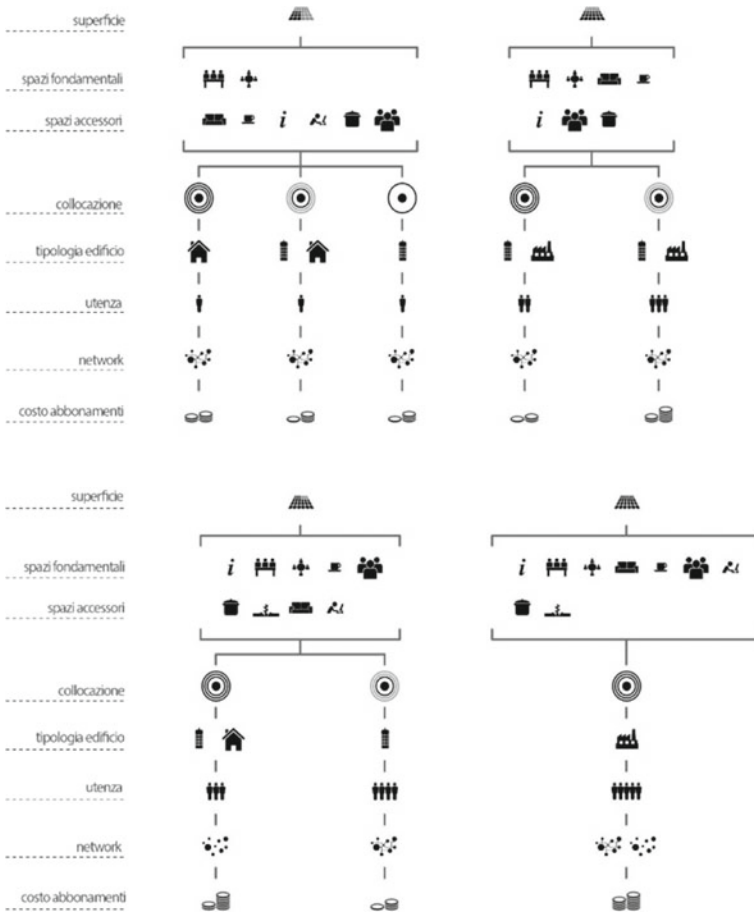 superficie
spazi fondamentali
spazi accessori
i
i
collocazione
tipologia edificio
utenza
network
costo abbonamenti
superficie
spazi fondamentali
i
i
spazi accessori
collocazione
tipologia edificio
utenza
network
costo abbonamenti